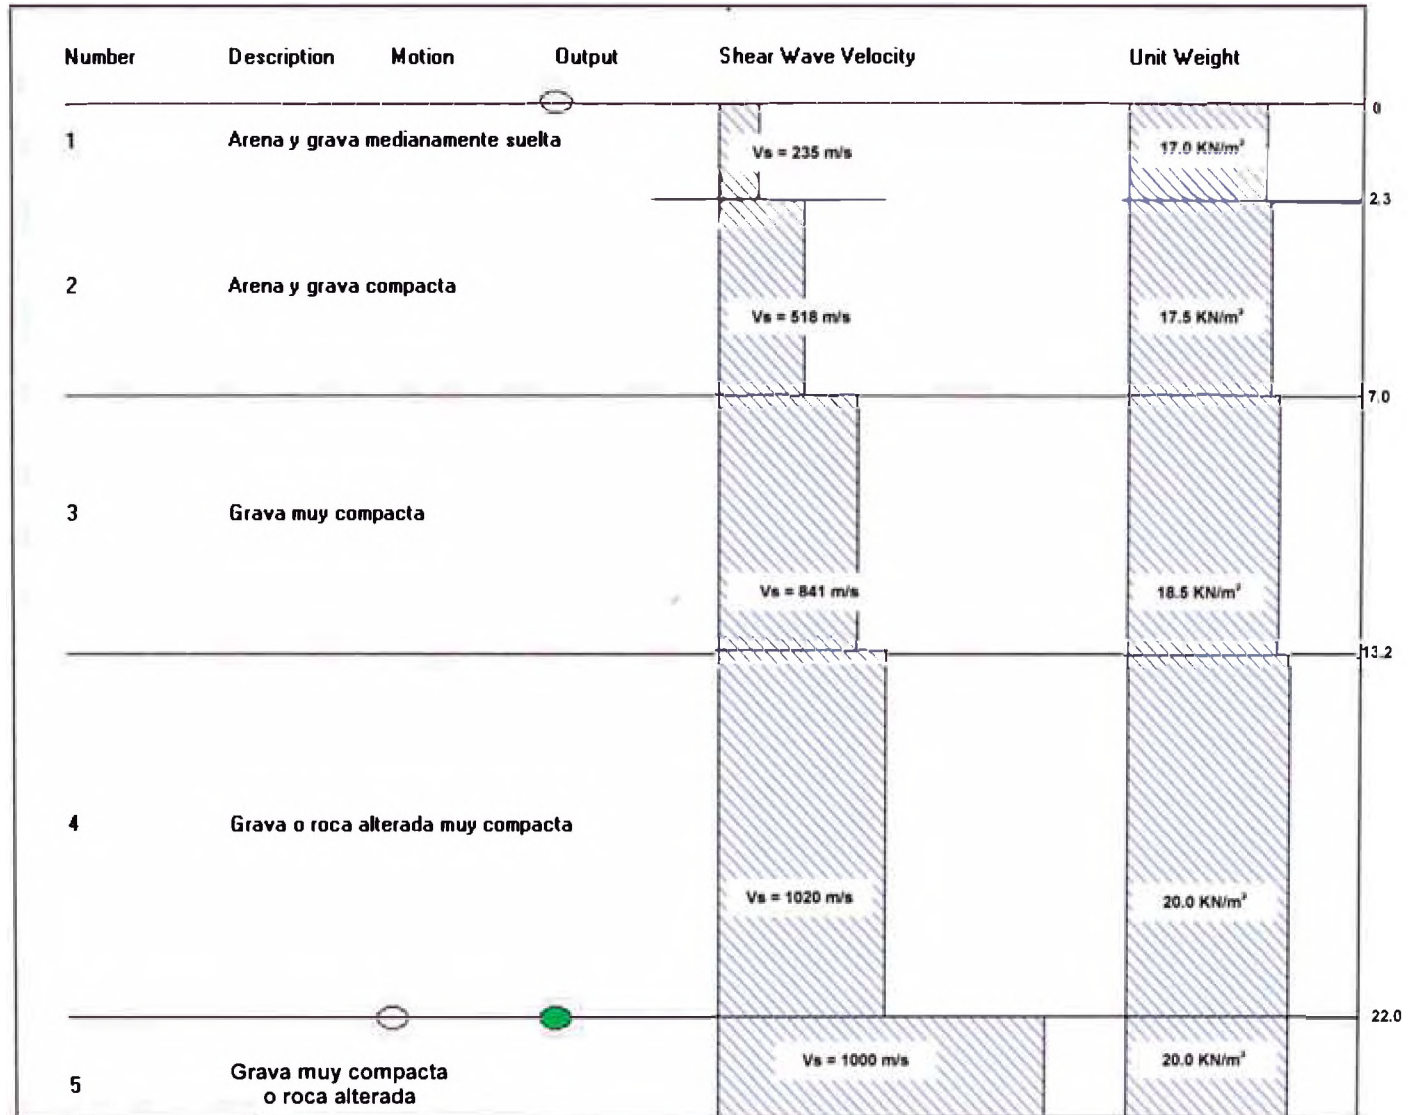 Number Description Motion Output Shear Wave Velocity Unit Weight
0
1 Arena y grava medianamente suelta Vs = 235 m/s 17.0 KN/m³
2.3
2 Arena y grava compacta Vs = 518 m/s 17.5 KN/m³
7.0
3 Grava muy compacta Vs = 841 m/s 18.5 KN/m³
13.2
4 Grava o roca alterada muy compacta Vs = 1020 m/s 20.0 KN/m³
22.0
5 Grava muy compacta Vs = 1000 m/s 20.0 KN/m³
o roca alterada